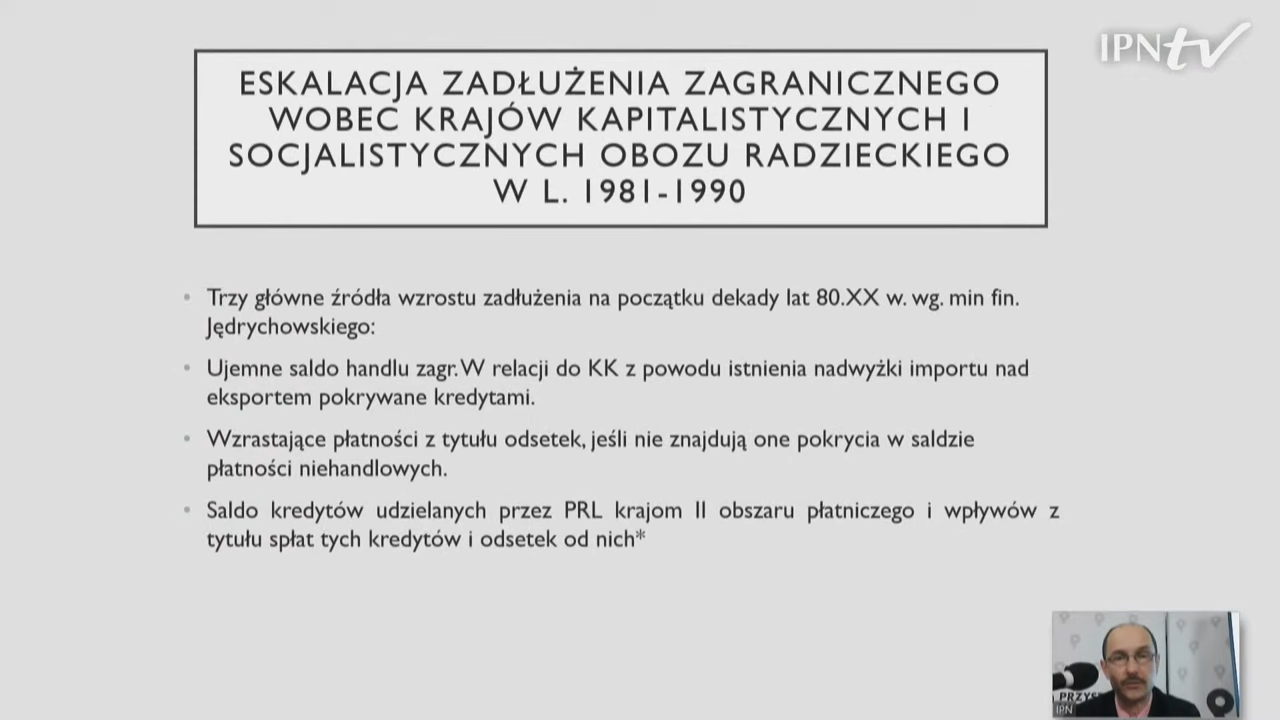 IPNtv
ESKALACJA ZADŁUŻENIA ZAGRANICZNEGO
WOBEC KRAJÓW KAPITALISTYCZNYCH I
SOCJALISTYCZNYCH OBOZU RADZIECKIEGO
W L. 1981-1990
• Trzy główne źródła wzrostu zadłużenia na początku dekady lat 80.XX w. wg. min fin.
Jędrychowskiego:
• Ujemne saldo handlu zagr. W relacji do KK z powodu istnienia nadwyżki importu nad
eksportem pokrywane kredytami.
• Wzrastające płatności z tytułu odsetek, jeśli nie znajdują one pokrycia w saldzie
płatności niehandlowych.
• Saldo kredytów udzielanych przez PRL krajom II obszaru płatniczego i wpływów z
tytułu spłat tych kredytów i odsetek od nich*
IPN